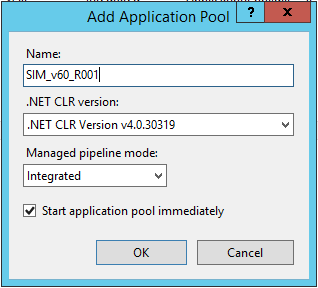 Add Application Pool
?
Name:
SIM_v60_R001
.NET CLR version:
.NET CLR Version v4.0.30319
Managed pipeline mode:
Integrated
Start application pool immediately
OK
Cancel